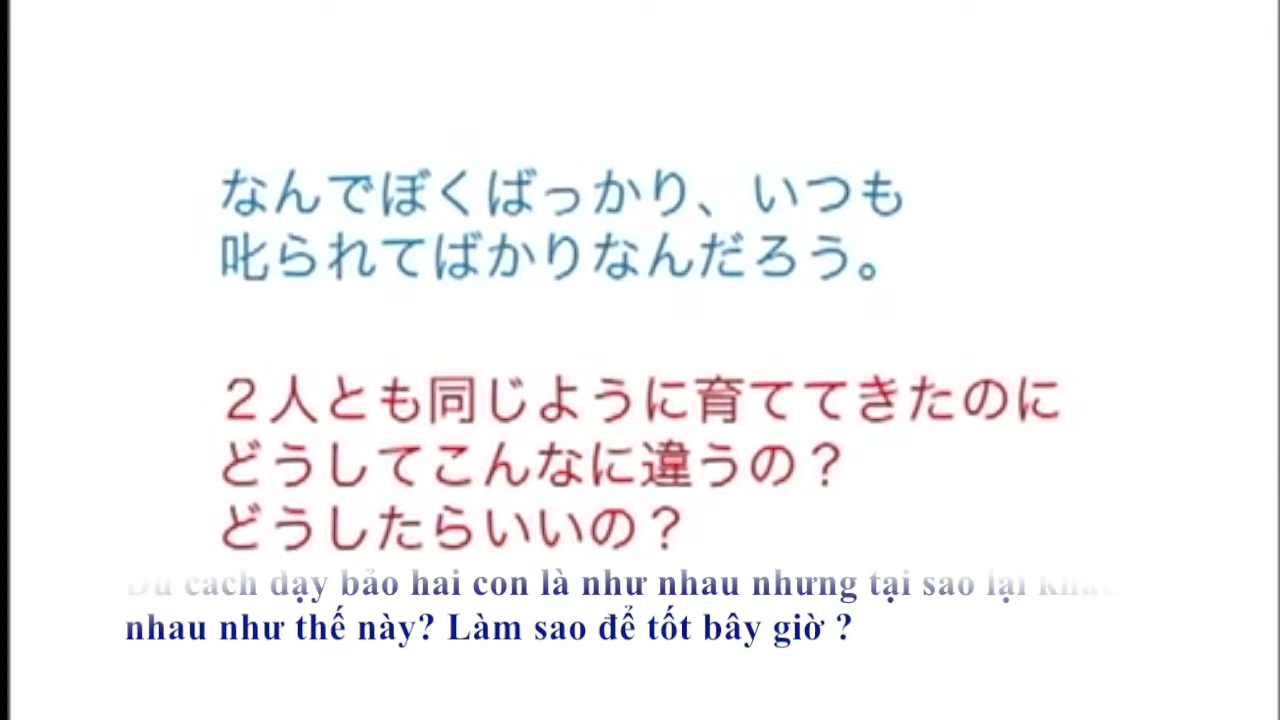 なんでぼくばっかり、いつも
叱られてばかりなんだろう。
２人とも同じように育ててきたのに
どうしてこんなに違うの？
どうしたらいいの？
cách dạy bảo hai con là như nhau nhưng tại sao lại
nhau như thế này? Làm sao để tốt bây giờ ?